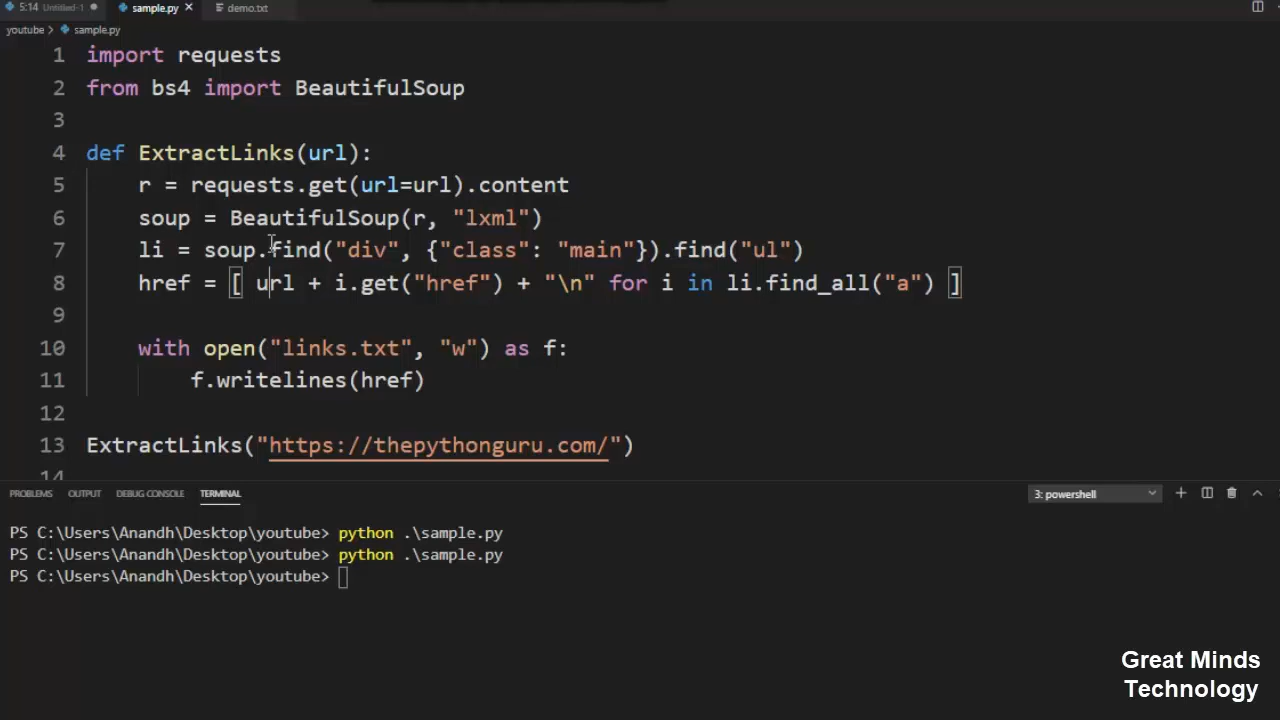 5:14 Untitled-1 sample.py demo.txt
youtube > sample.py
1 import requests
2 from bs4 import BeautifulSoup
3
4 def ExtractLinks(url):
5 r = requests.get(url=url).content
6 soup = BeautifulSoup(r, "lxml")
7 li = soup.find("div", {"class": "main"}).find("ul")
8 href = [ url + i.get("href") + "\n" for i in li.find_all("a") ]
9
10 with open("links.txt", "w") as f:
11 f.writelines(href)
12
13 ExtractLinks("https://thepythonguru.com/")
14
PROBLEMS OUTPUT DEBUG CONSOLE TERMINAL 3: powershell
PS C:\Users\Anandh\Desktop\youtube> python .\sample.py
PS C:\Users\Anandh\Desktop\youtube> python .\sample.py
PS C:\Users\Anandh\Desktop\youtube>
Great Minds
Technology